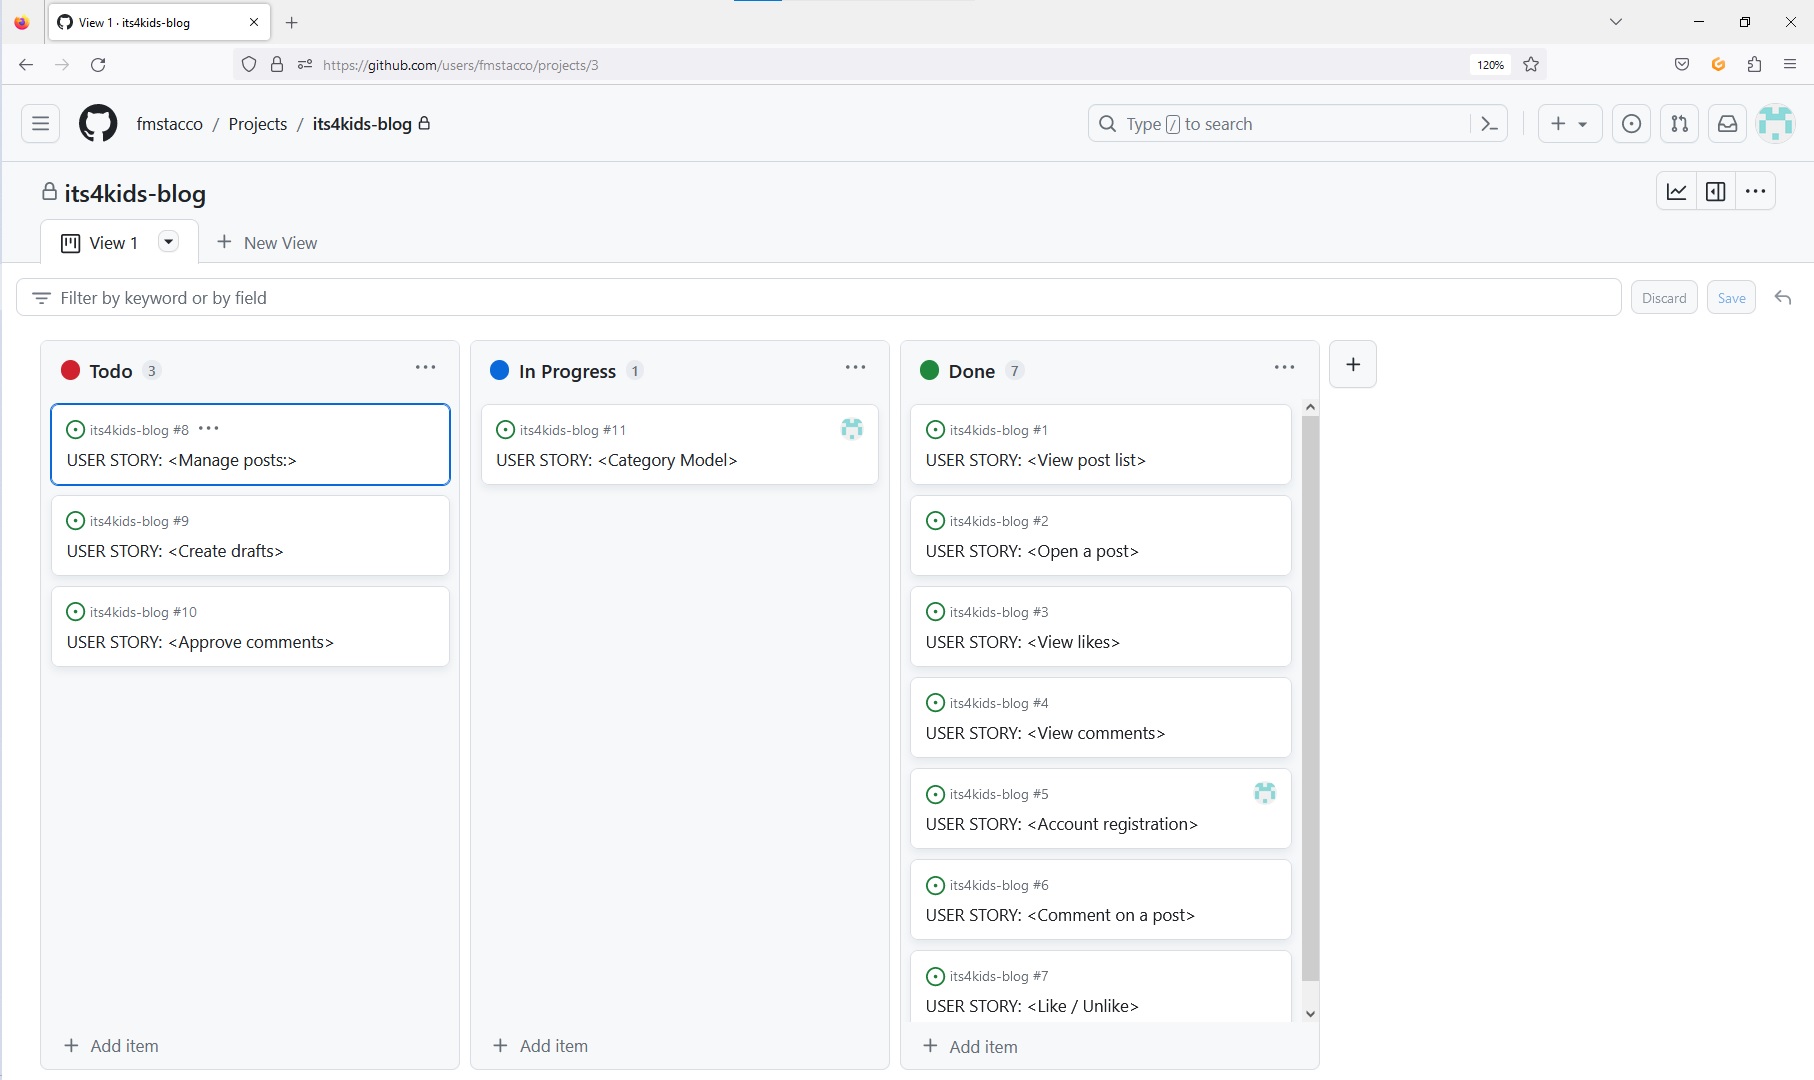 View 1 · its4kids-blog
https://github.com/users/fmstacco/projects/3
120%
fmstacco / Projects / its4kids-blog
Type / to search
its4kids-blog
View 1
New View
Filter by keyword or by field
Discard
Save
Todo 3
its4kids-blog #8
USER STORY: <Manage posts:>
its4kids-blog #9
USER STORY: <Create drafts>
its4kids-blog #10
USER STORY: <Approve comments>
Add item
In Progress 1
its4kids-blog #11
USER STORY: <Category Model>
Add item
Done 7
its4kids-blog #1
USER STORY: <View post list>
its4kids-blog #2
USER STORY: <Open a post>
its4kids-blog #3
USER STORY: <View likes>
its4kids-blog #4
USER STORY: <View comments>
its4kids-blog #5
USER STORY: <Account registration>
its4kids-blog #6
USER STORY: <Comment on a post>
its4kids-blog #7
USER STORY: <Like / Unlike>
Add item